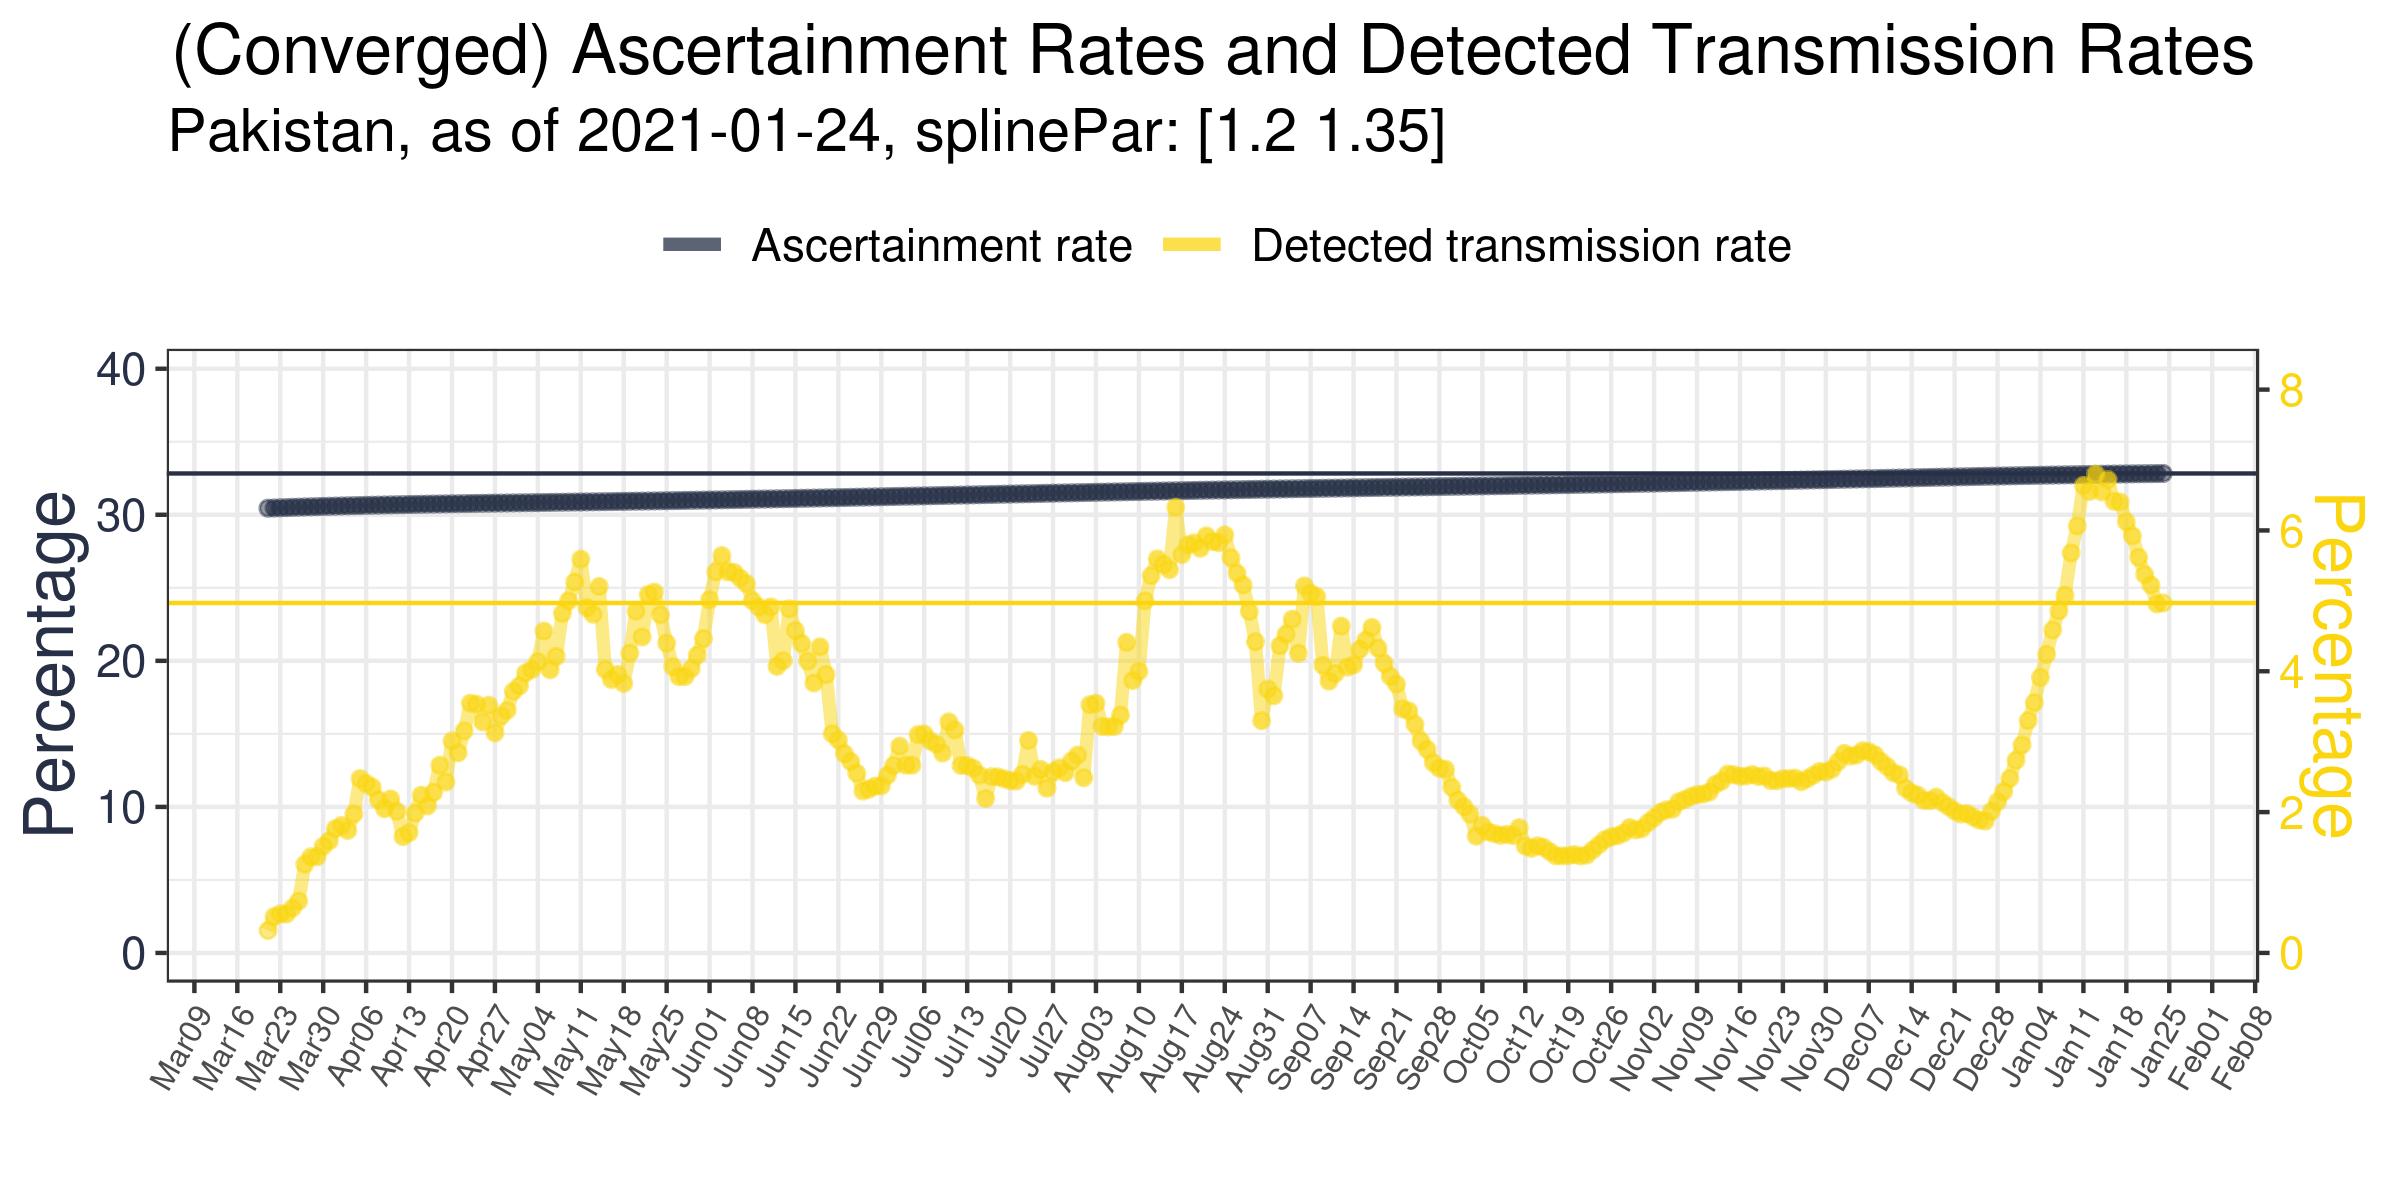 (Converged) Ascertainment Rates and Detected Transmission Rates
Pakistan, as of 2021-01-24, splinePar: [1.2 1.35]
Ascertainment rate
Detected transmission rate
Percentage
40
30
20
10
0
8
6
4
2
0
Percentage
Mar09
Mar16
Mar23
Mar30
Apr06
Apr13
Apr20
Apr27
May04
May11
May18
May25
Jun01
Jun08
Jun15
Jun22
Jun29
Jul06
Jul13
Jul20
Jul27
Aug03
Aug10
Aug17
Aug24
Aug31
Sep07
Sep14
Sep21
Sep28
Oct05
Oct12
Oct19
Oct26
Nov02
Nov09
Nov16
Nov23
Nov30
Dec07
Dec14
Dec21
Dec28
Jan04
Jan11
Jan18
Jan25
Feb01
Feb08